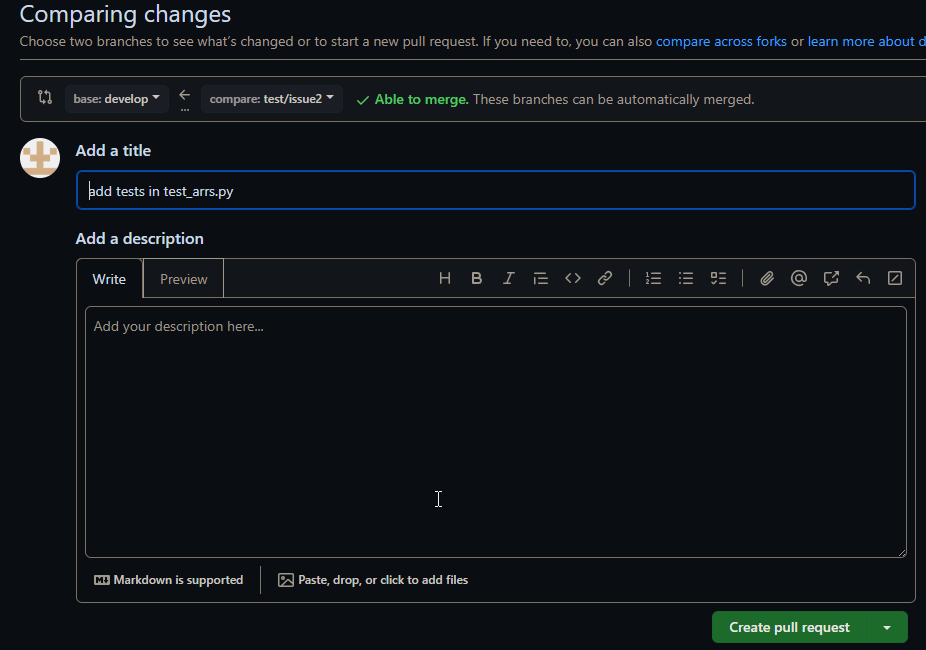 Comparing changes
Choose two branches to see what's changed or to start a new pull request. If you need to, you can also compare across forks or learn more about d
base: develop ... compare: test/issue2 Able to merge. These branches can be automatically merged.
Add a title
add tests in test_arrs.py
Add a description
Write Preview
Add your description here...
Markdown is supported Paste, drop, or click to add files
Create pull request